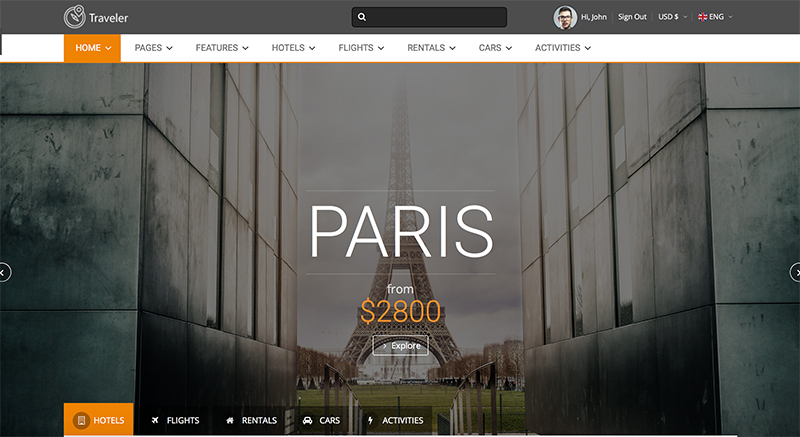 Traveler
Hi, John Sign Out USD $ ENG
HOME PAGES FEATURES HOTELS FLIGHTS RENTALS CARS ACTIVITIES
PARIS
from
$2800
Explore
HOTELS FLIGHTS RENTALS CARS ACTIVITIES